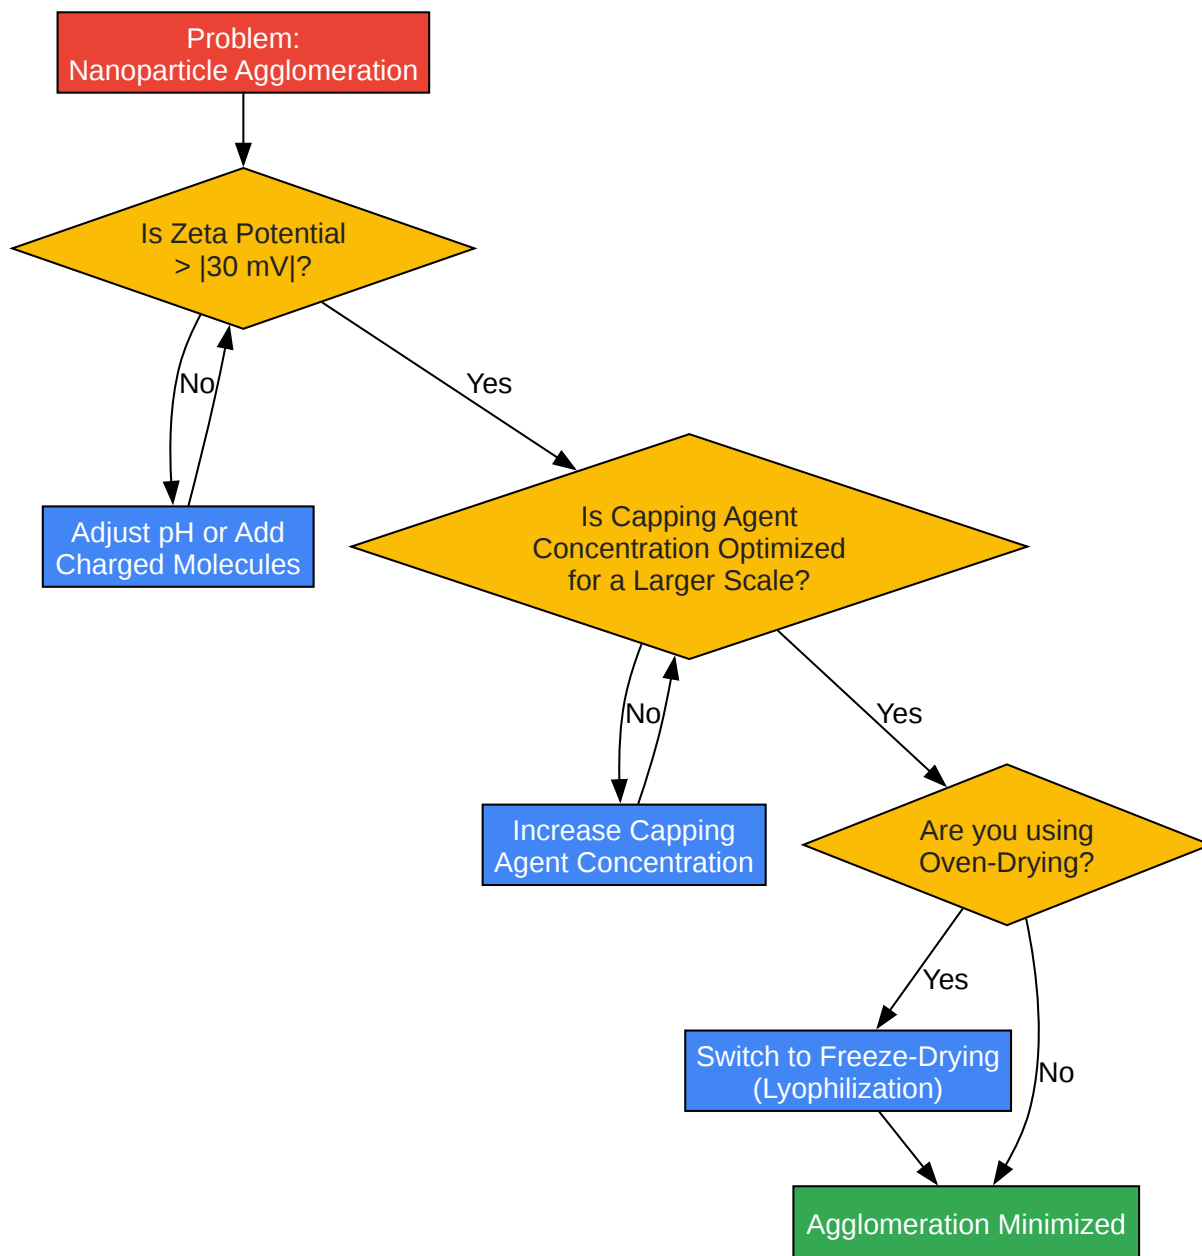 Problem:
Nanoparticle Agglomeration
Is Zeta Potential
> |30 mV|?
No
Yes
Adjust pH or Add
Charged Molecules
Is Capping Agent
Concentration Optimized
for a Larger Scale?
No
Yes
Increase Capping
Agent Concentration
Are you using
Oven-Drying?
Yes
No
Switch to Freeze-Drying
(Lyophilization)
Agglomeration Minimized